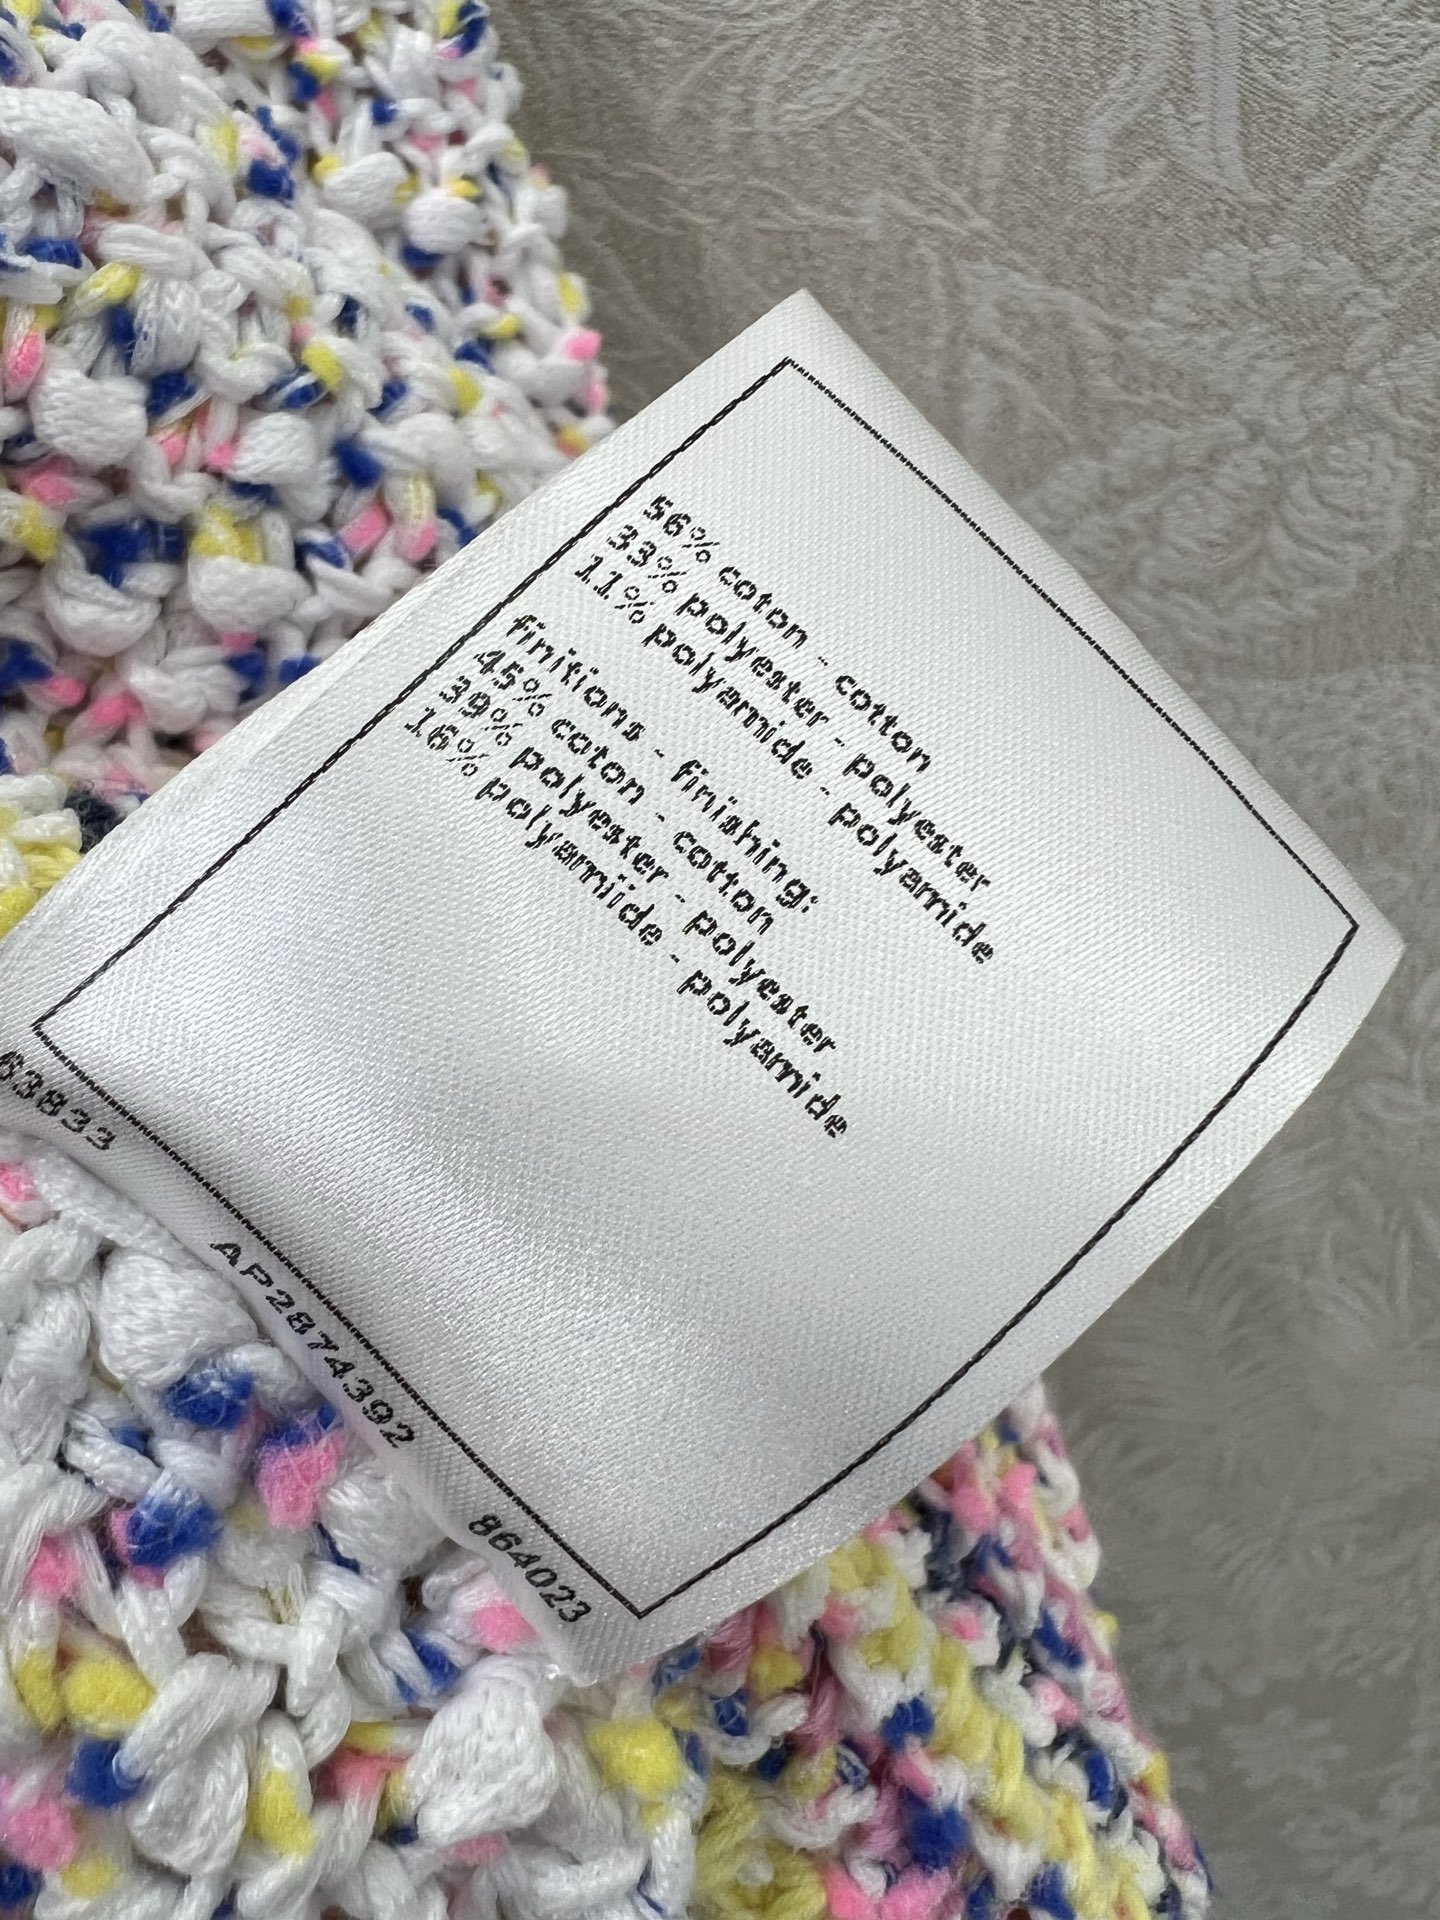 56% coton - cotton
33% polyester - polyester
11% polyamide - polyamide
finitions - finishing:
45% coton - cotton
39% polyester - polyester
16% polyamiide - polyamide
63833
AP2874392
864023